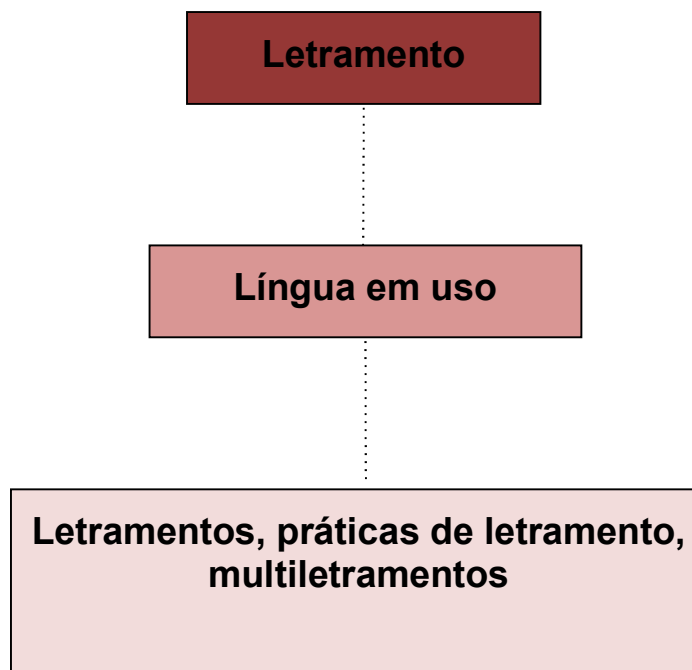 Letramento
Língua em uso
Letramentos, práticas de letramento,
multiletramentos